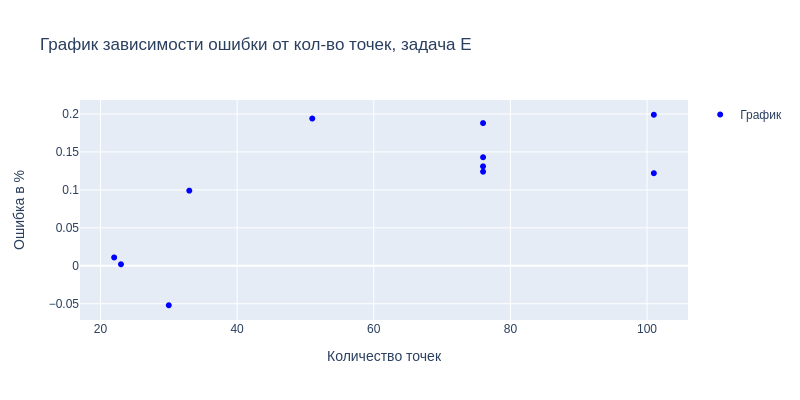 График зависимости ошибки от кол-во точек, задача E
График
Ошибка в %
0.2
0.15
0.1
0.05
0
−0.05
20
40
60
80
100
Количество точек